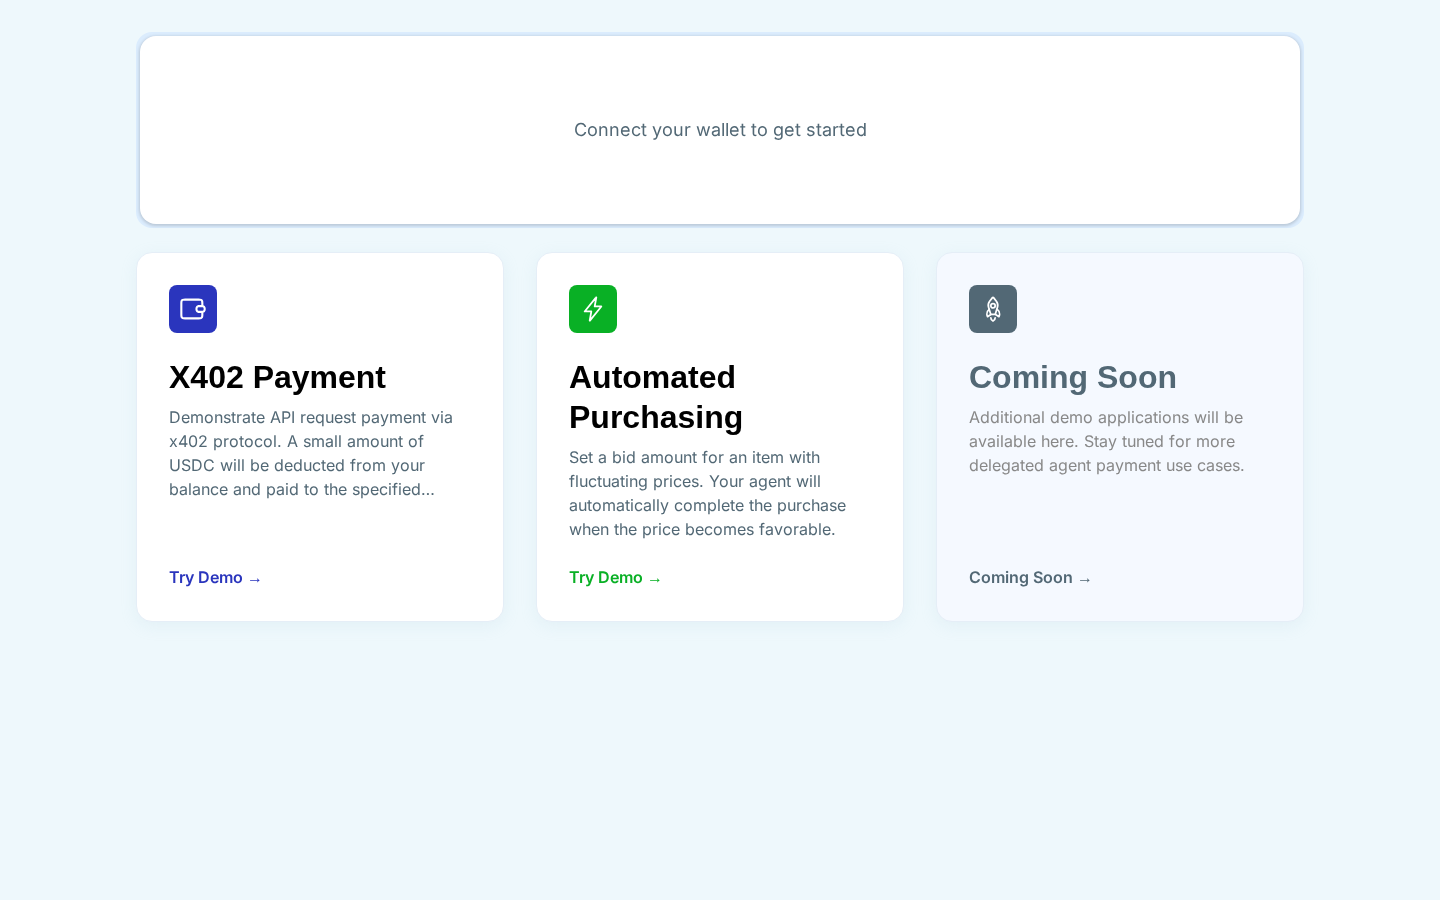 Connect your wallet to get started
X402 Payment
Demonstrate API request payment via
x402 protocol. A small amount of
USDC will be deducted from your
balance and paid to the specified...
Try Demo →
Automated
Purchasing
Set a bid amount for an item with
fluctuating prices. Your agent will
automatically complete the purchase
when the price becomes favorable.
Try Demo →
Coming Soon
Additional demo applications will be
available here. Stay tuned for more
delegated agent payment use cases.
Coming Soon →